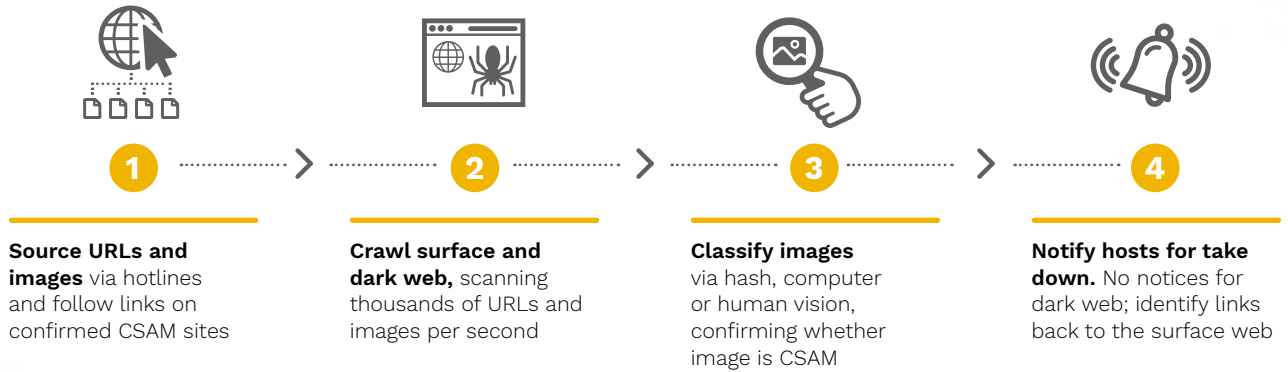 1
2
3
4
Source URLs and
images via hotlines
and follow links on
confirmed CSAM sites
Crawl surface and
dark web, scanning
thousands of URLs and
images per second
Classify images
via hash, computer
or human vision,
confirming whether
image is CSAM
Notify hosts for take
down. No notices for
dark web; identify links
back to the surface web